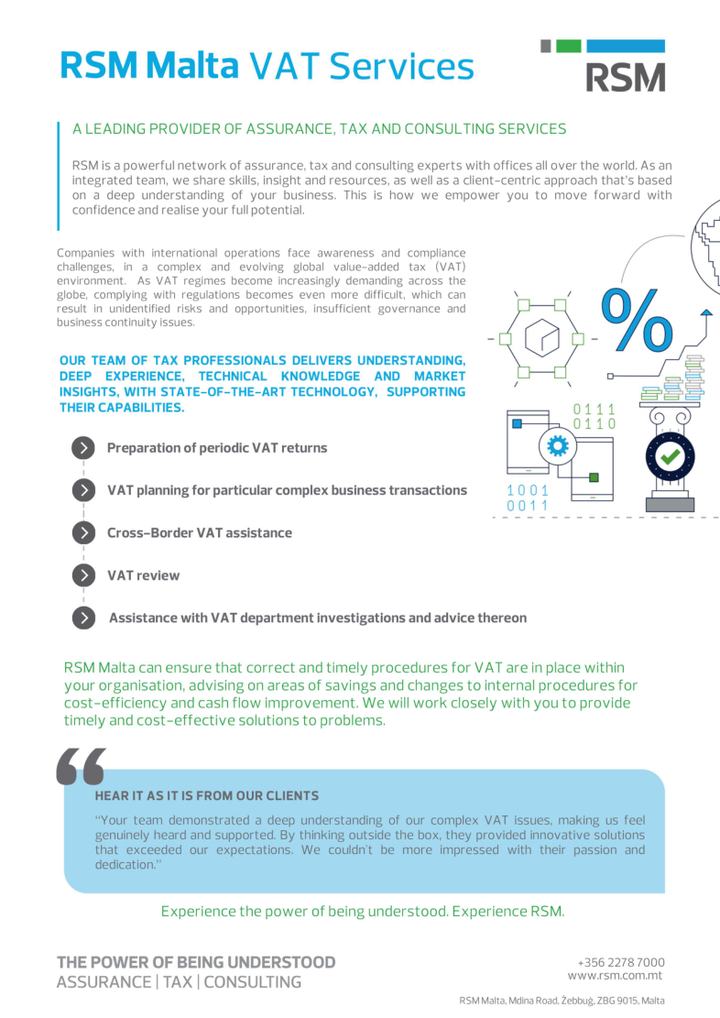 RSM Malta VAT Services
RSM
A LEADING PROVIDER OF ASSURANCE, TAX AND CONSULTING SERVICES
RSM is a powerful network of assurance, tax and consulting experts with offices all over the world. As an
integrated team, we share skills, insight and resources, as well as a client-centric approach that's based
on a deep understanding of your business. This is how we empower you to move forward with
confidence and realise your full potential.
Companies with international operations face awareness and compliance
challenges, in a complex and evolving global value-added tax (VAT)
environment. As VAT regimes become increasingly demanding across the
globe, complying with regulations becomes even more difficult, which can
result in unidentified risks and opportunities, insufficient governance and
business continuity issues.
%
OUR TEAM OF TAX PROFESSIONALS DELIVERS UNDERSTANDING,
DEEP EXPERIENCE, TECHNICAL KNOWLEDGE AND MARKET
INSIGHTS, WITH STATE-OF-THE-ART TECHNOLOGY, SUPPORTING
THEIR CAPABILITIES.
0111
0110
1001
0011
Preparation of periodic VAT returns
VAT planning for particular complex business transactions
Cross-Border VAT assistance
VAT review
Assistance with VAT department investigations and advice thereon
RSM Malta can ensure that correct and timely procedures for VAT are in place within
your organisation, advising on areas of savings and changes to internal procedures for
cost-efficiency and cash flow improvement. We will work closely with you to provide
timely and cost-effective solutions to problems.
HEAR IT AS IT IS FROM OUR CLIENTS
“Your team demonstrated a deep understanding of our complex VAT issues, making us feel
genuinely heard and supported. By thinking outside the box, they provided innovative solutions
that exceeded our expectations. We couldn't be more impressed with their passion and
dedication.”
Experience the power of being understood. Experience RSM.
THE POWER OF BEING UNDERSTOOD
ASSURANCE | TAX | CONSULTING
+356 2278 7000
www.rsm.com.mt
RSM Malta, Mdina Road, Żebbuġ, ZBG 9015, Malta